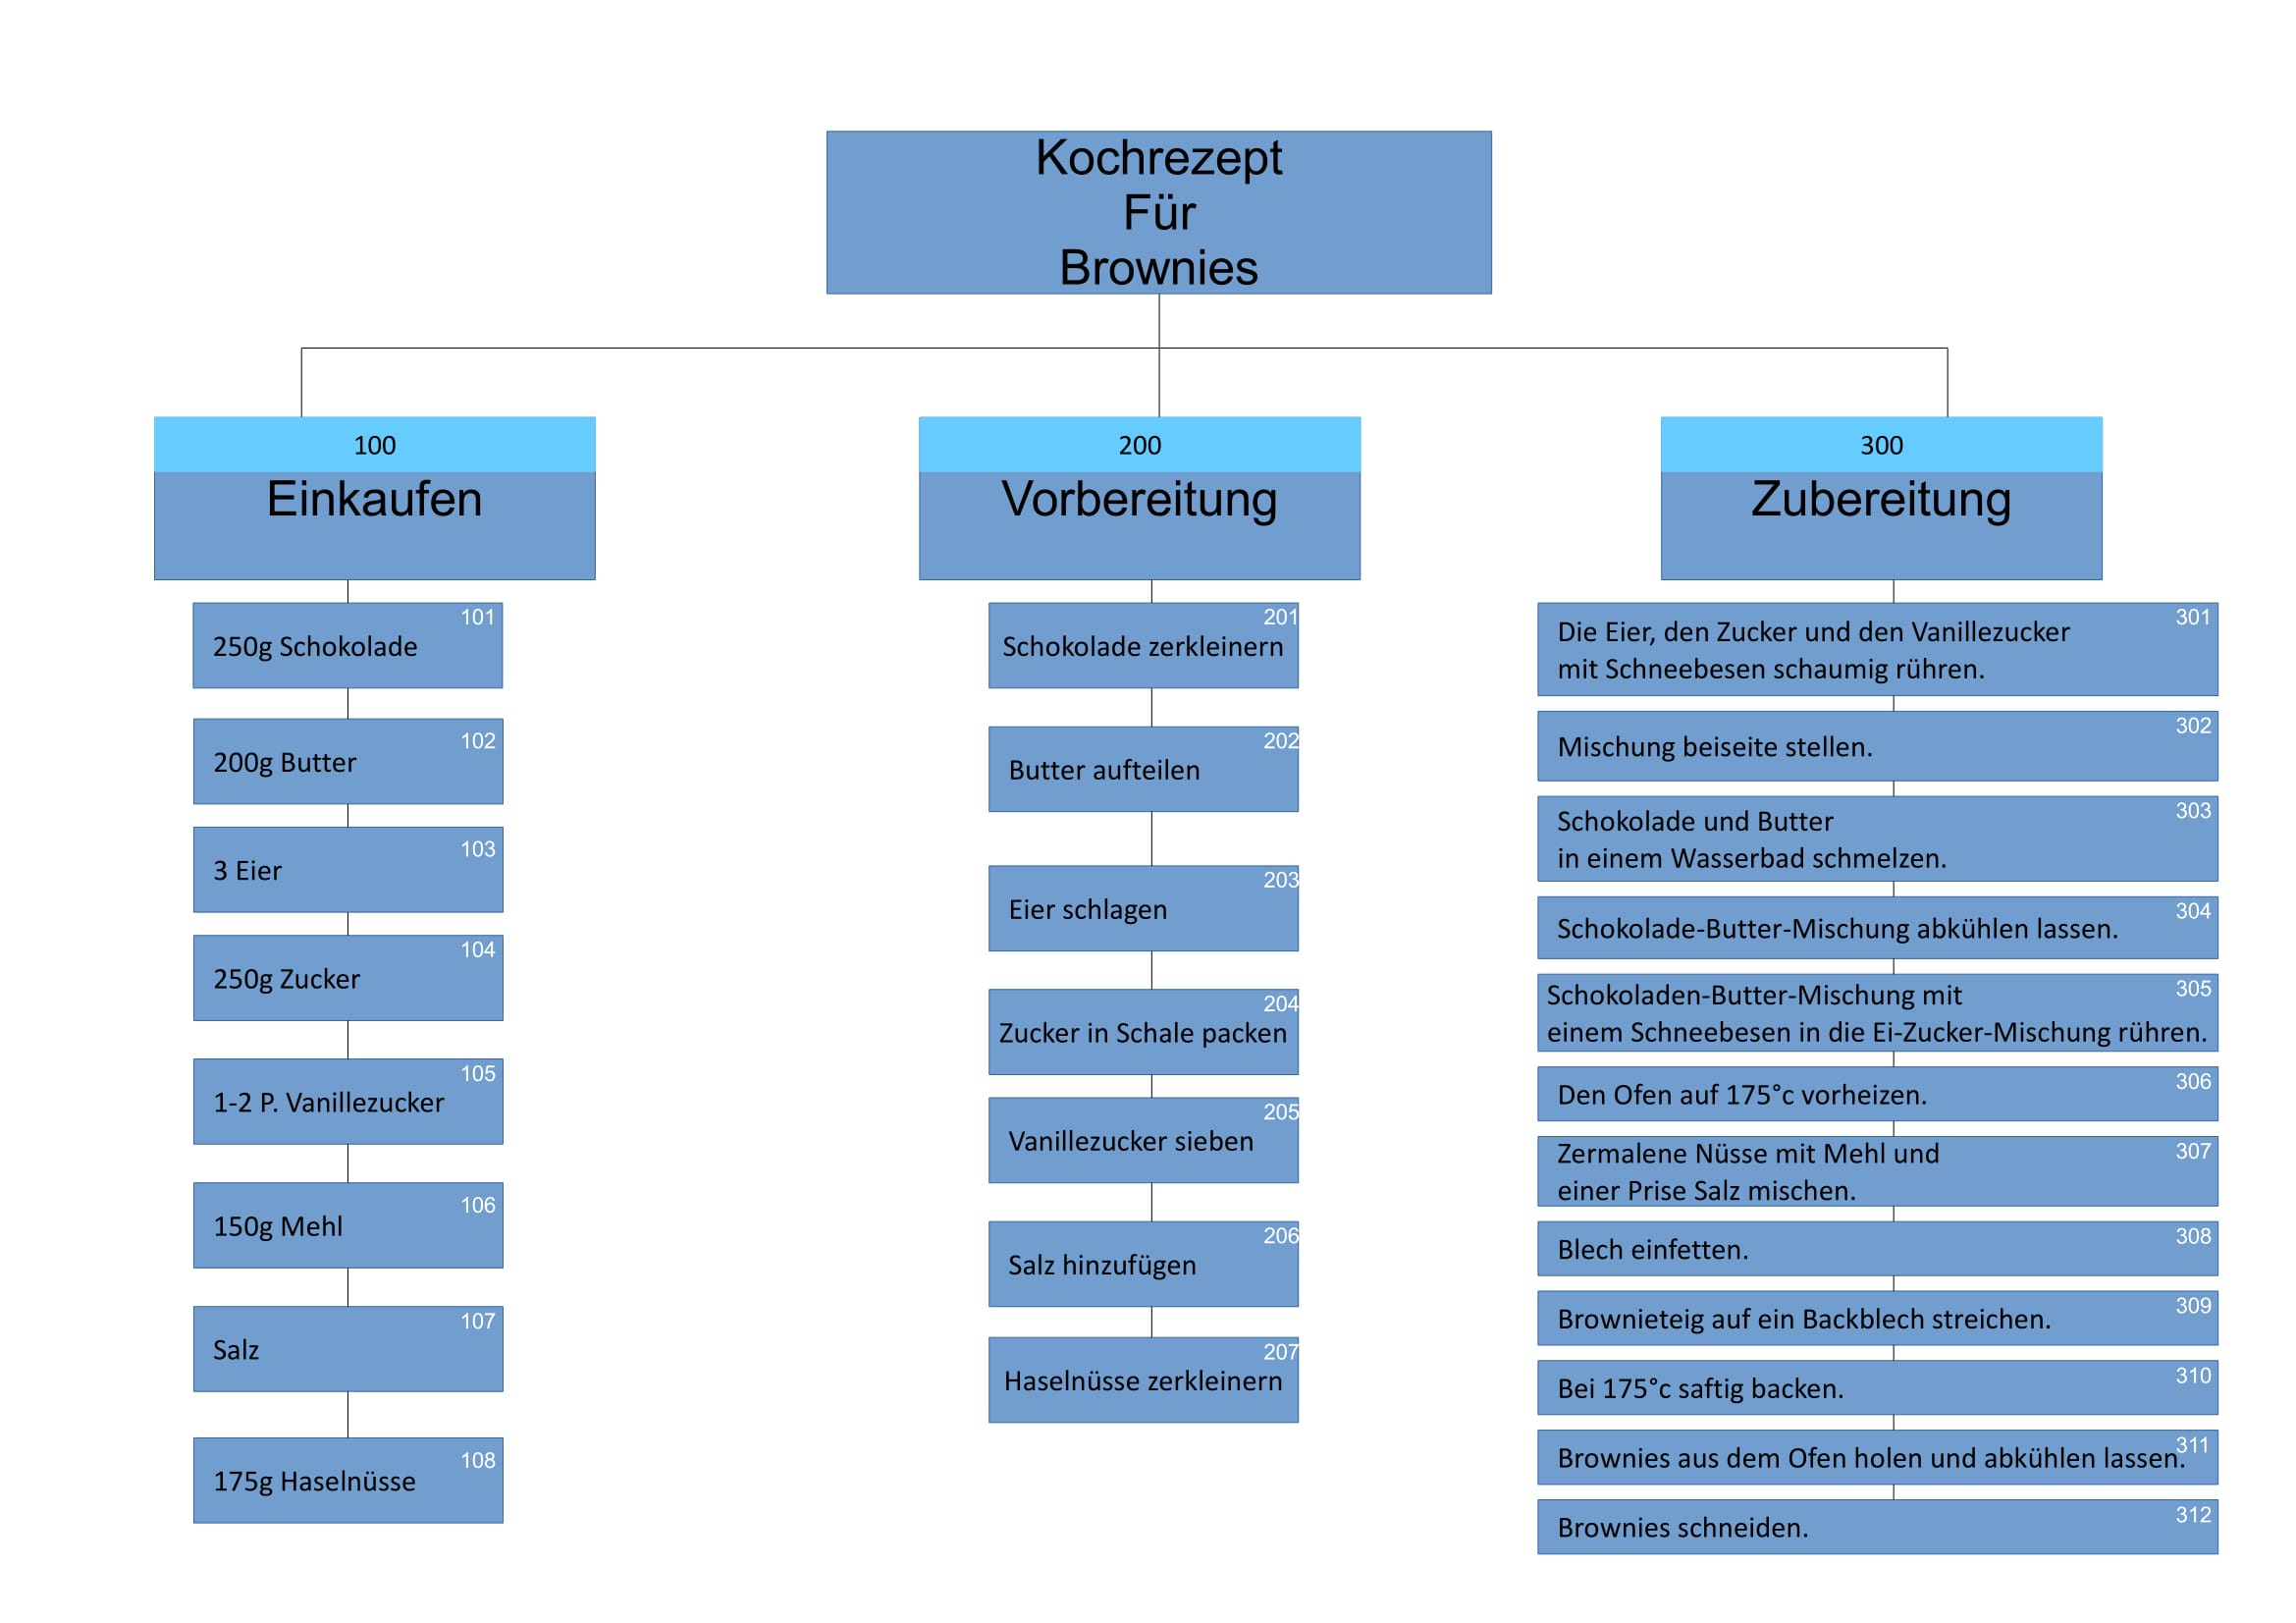 Kochrezept
Für
Brownies
100
Einkaufen
101
250g Schokolade
102
200g Butter
103
3 Eier
104
250g Zucker
105
1-2 P. Vanillezucker
106
150g Mehl
107
Salz
108
175g Haselnüsse
200
Vorbereitung
201
Schokolade zerkleinern
202
Butter aufteilen
203
Eier schlagen
204
Zucker in Schale packen
205
Vanillezucker sieben
206
Salz hinzufügen
207
Haselnüsse zerkleinern
300
Zubereitung
301
Die Eier, den Zucker und den Vanillezucker
mit Schneebesen schaumig rühren.
302
Mischung beiseite stellen.
303
Schokolade und Butter
in einem Wasserbad schmelzen.
304
Schokolade-Butter-Mischung abkühlen lassen.
305
Schokoladen-Butter-Mischung mit
einem Schneebesen in die Ei-Zucker-Mischung rühren.
306
Den Ofen auf 175°c vorheizen.
307
Zermalene Nüsse mit Mehl und
einer Prise Salz mischen.
308
Blech einfetten.
309
Brownieteig auf ein Backblech streichen.
310
Bei 175°c saftig backen.
311
Brownies aus dem Ofen holen und abkühlen lassen.
312
Brownies schneiden.